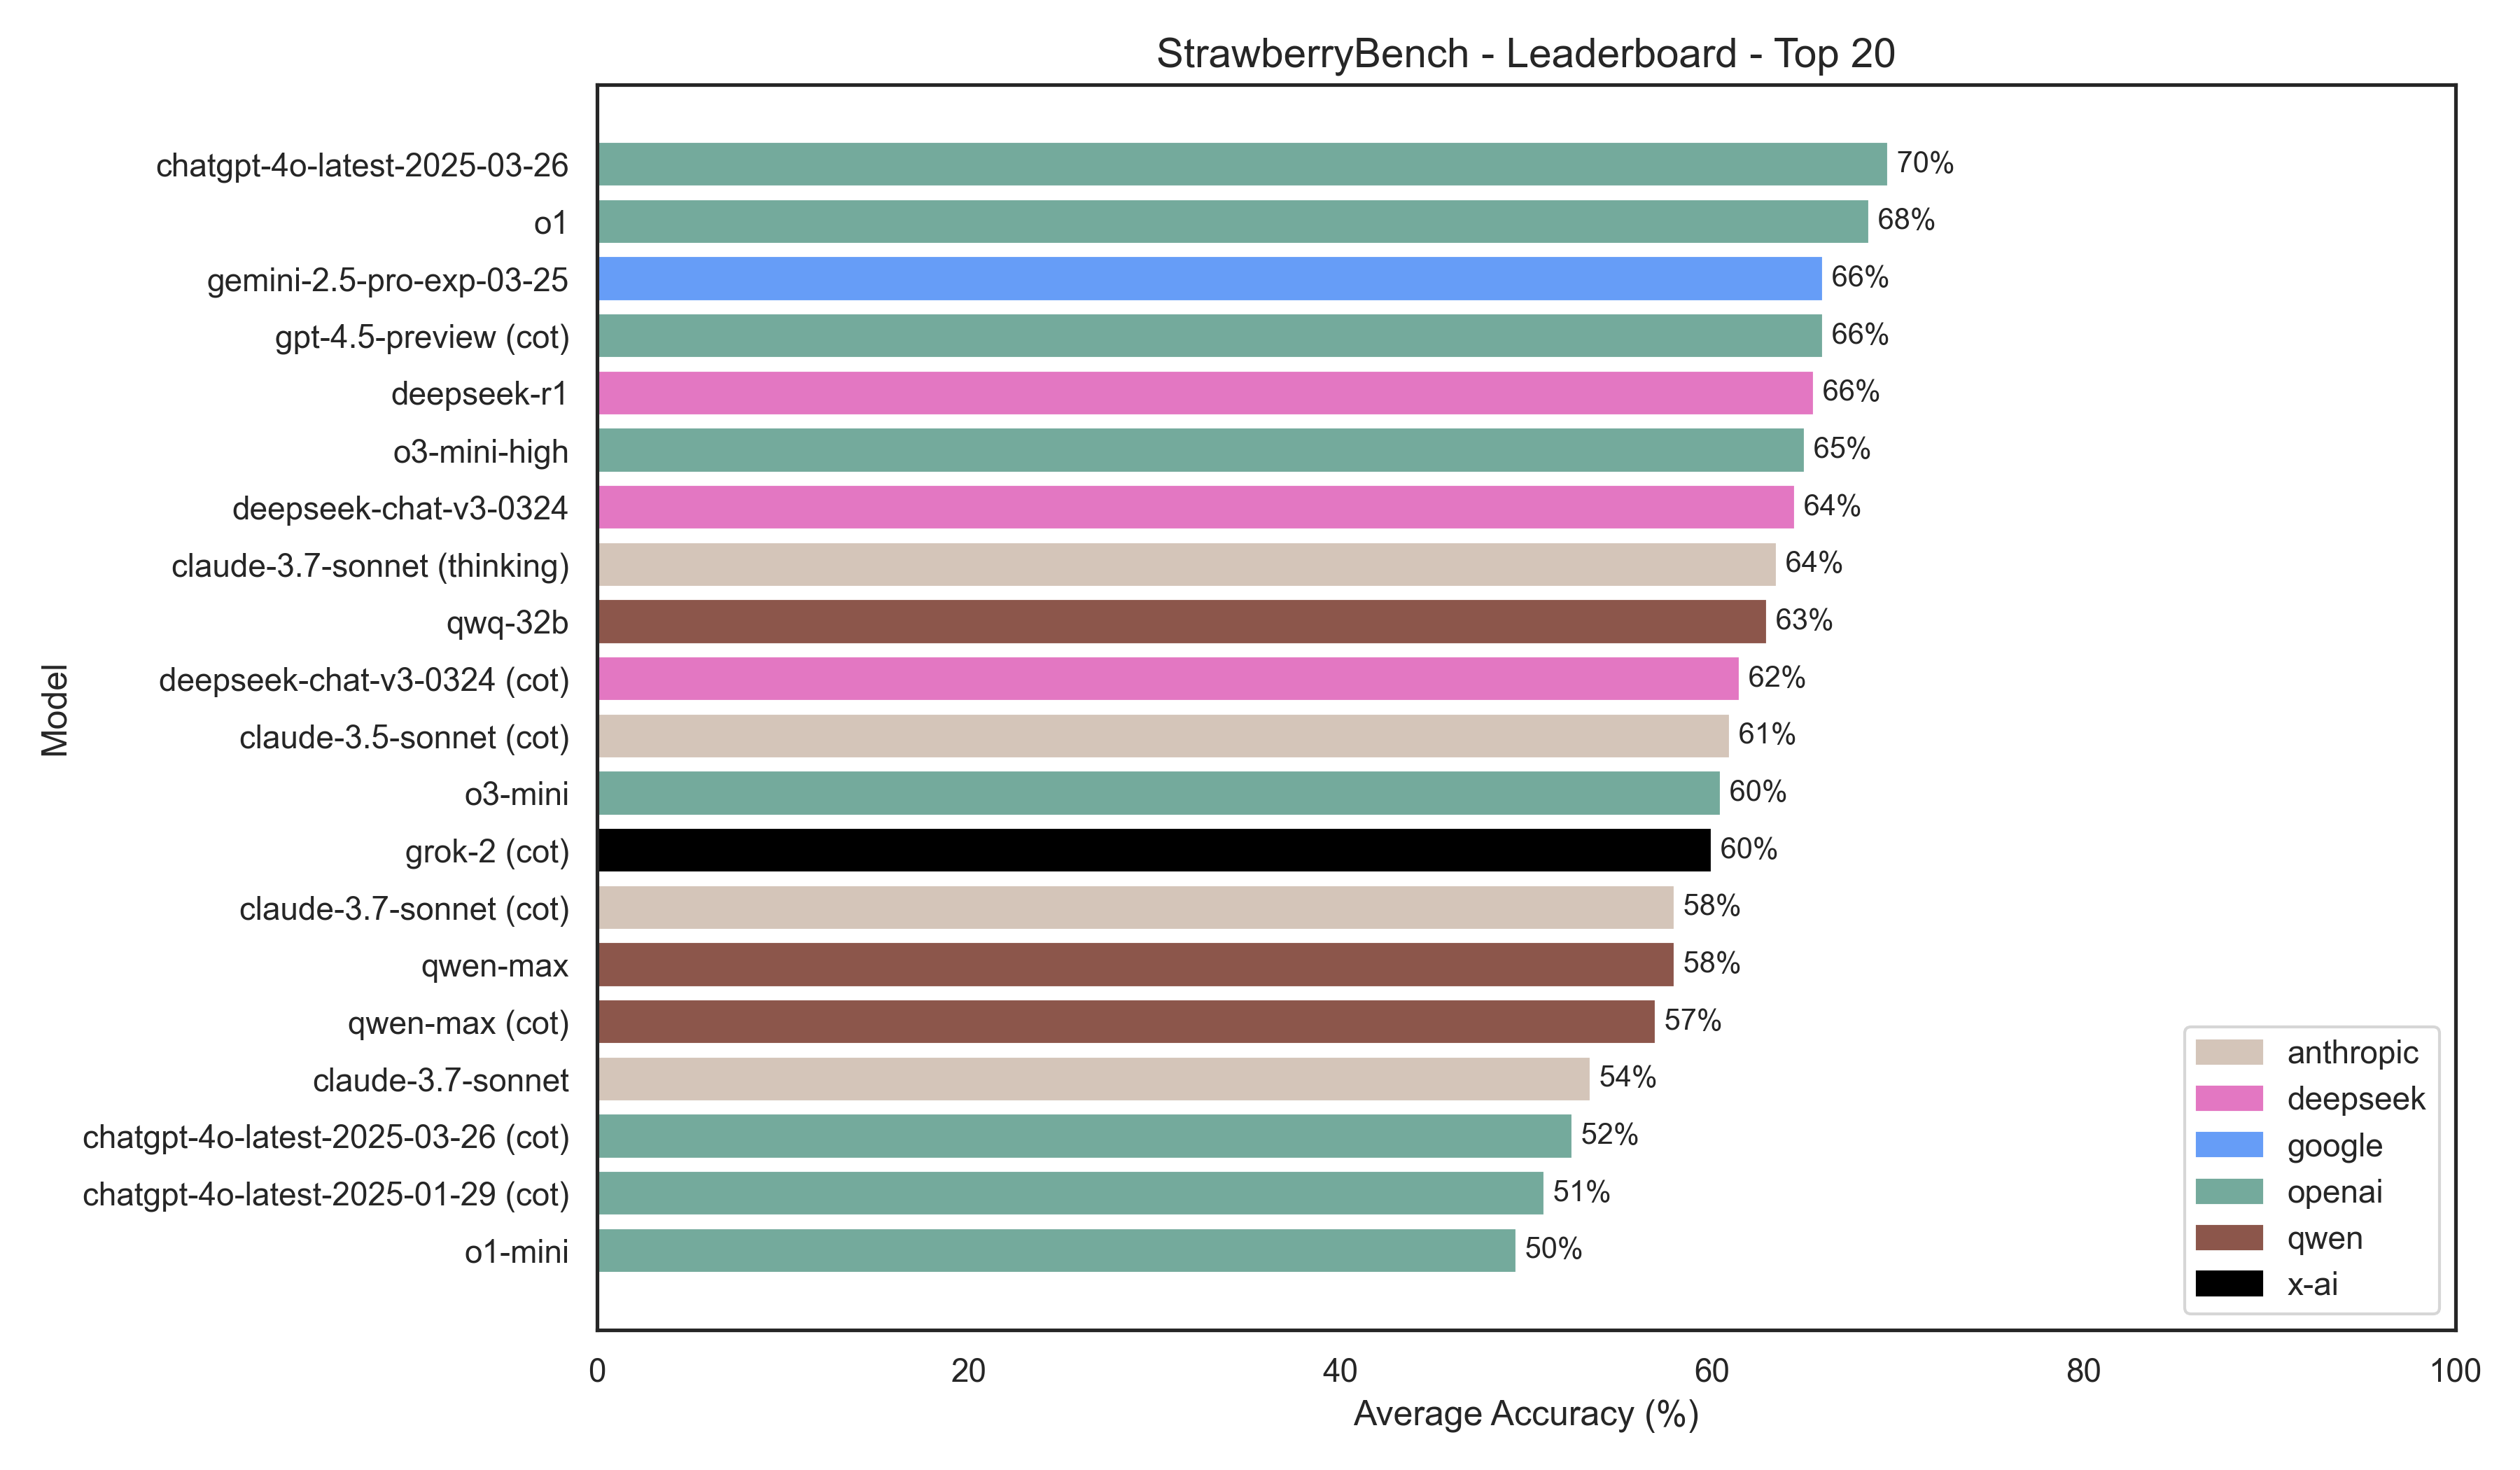 StrawberryBench - Leaderboard - Top 20
chatgpt-4o-latest-2025-03-26 70%
o1 68%
gemini-2.5-pro-exp-03-25 66%
gpt-4.5-preview (cot) 66%
deepseek-r1 66%
o3-mini-high 65%
deepseek-chat-v3-0324 64%
claude-3.7-sonnet (thinking) 64%
qwq-32b 63%
deepseek-chat-v3-0324 (cot) 62%
claude-3.5-sonnet (cot) 61%
o3-mini 60%
grok-2 (cot) 60%
claude-3.7-sonnet (cot) 58%
qwen-max 58%
qwen-max (cot) 57%
claude-3.7-sonnet 54%
chatgpt-4o-latest-2025-03-26 (cot) 52%
chatgpt-4o-latest-2025-01-29 (cot) 51%
o1-mini 50%
Model
anthropic
deepseek
google
openai
qwen
x-ai
0 20 40 60 80 100
Average Accuracy (%)